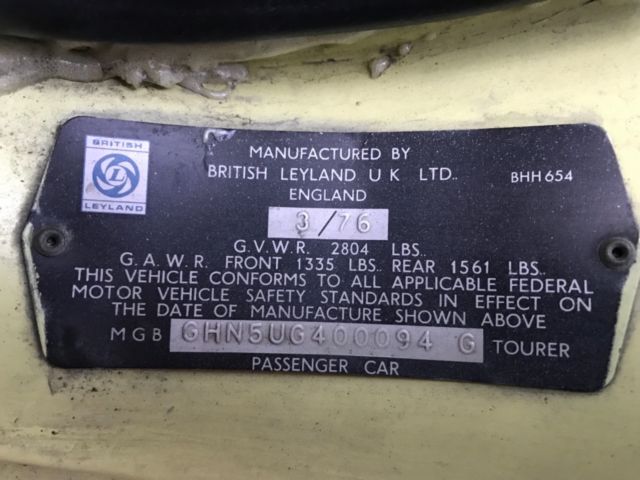 BRITISH
L
LEYLAND
MANUFACTURED BY
BRITISH LEYLAND U K LTD..
BHH 654
ENGLAND
3/76
G.V.W.R. 2804 LBS..
G.A.W.R. FRONT 1335 LBS.. REAR 1561 LBS..
THIS VEHICLE CONFORMS TO ALL APPLICABLE FEDERAL
MOTOR VEHICLE SAFETY STANDARDS IN EFFECT ON
THE DATE OF MANUFACTURE SHOWN ABOVE
MGB GHN5UG400094 G TOURER
PASSENGER CAR